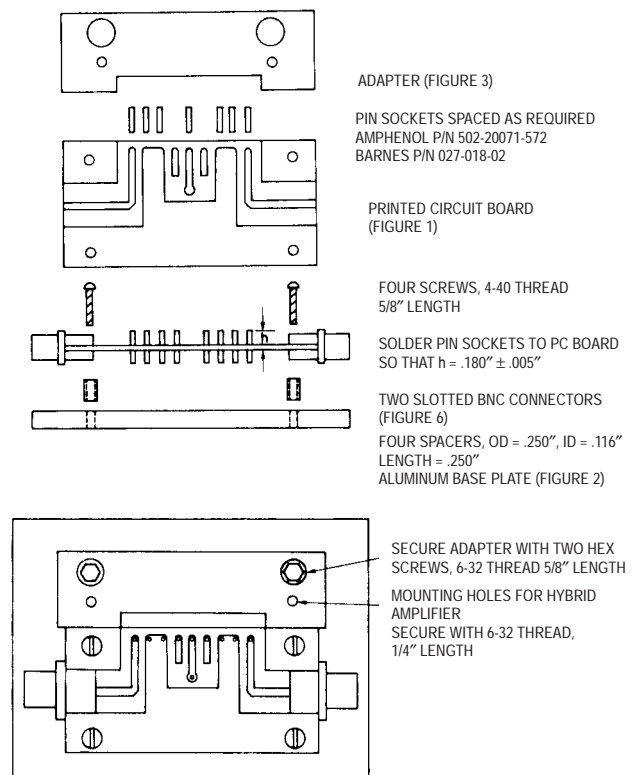 ADAPTER (FIGURE 3)
PIN SOCKETS SPACED AS REQUIRED
AMPHENOL P/N 502-20071-572
BARNES P/N 027-018-02
PRINTED CIRCUIT BOARD
(FIGURE 1)
FOUR SCREWS, 4-40 THREAD
5/8″ LENGTH
h
SOLDER PIN SOCKETS TO PC BOARD
SO THAT h = .180″ ± .005″
TWO SLOTTED BNC CONNECTORS
(FIGURE 6)
FOUR SPACERS, OD = .250″, ID = .116″
LENGTH = .250″
ALUMINUM BASE PLATE (FIGURE 2)
SECURE ADAPTER WITH TWO HEX
SCREWS, 6-32 THREAD 5/8″ LENGTH
MOUNTING HOLES FOR HYBRID
AMPLIFIER
SECURE WITH 6-32 THREAD,
1/4″ LENGTH